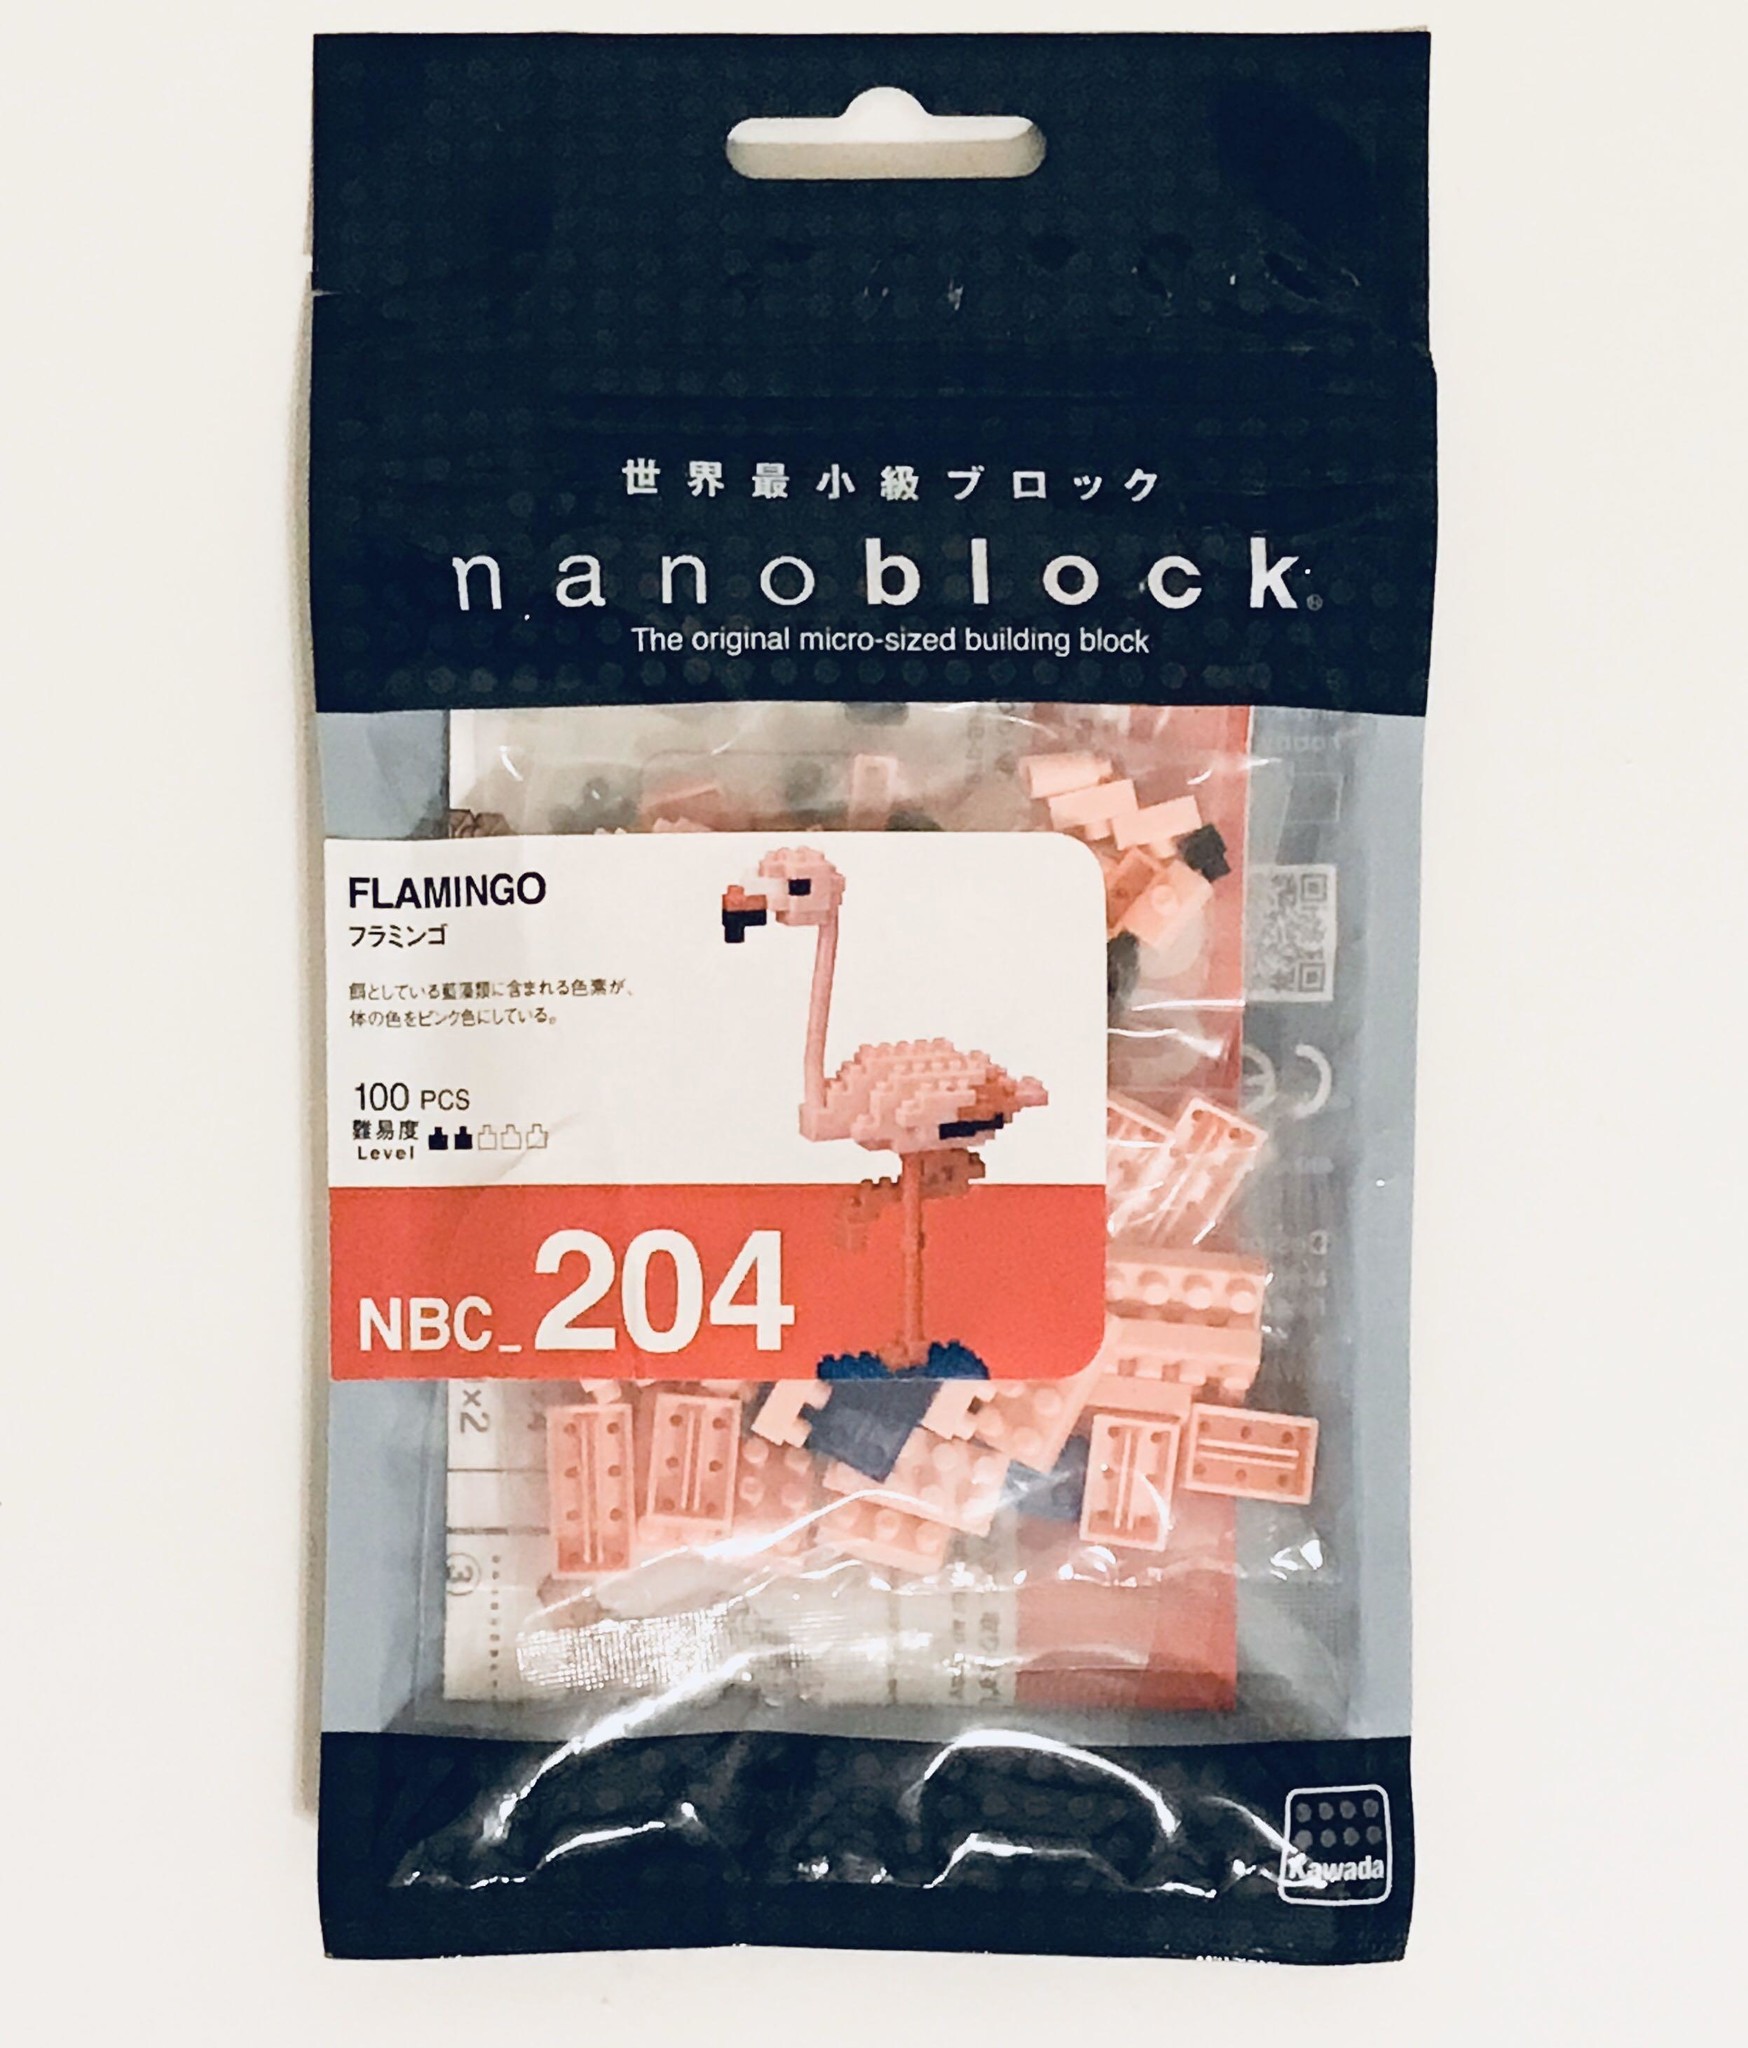 世界最小級ブロック
nanoblock®
The original micro-sized building block
FLAMINGO
フラミンゴ
餌としている藍藻類に含まれる色素が、
体の色をピンク色にしている。
100 PCS
難易度
Level
NBC_204
x2
③
Kawada